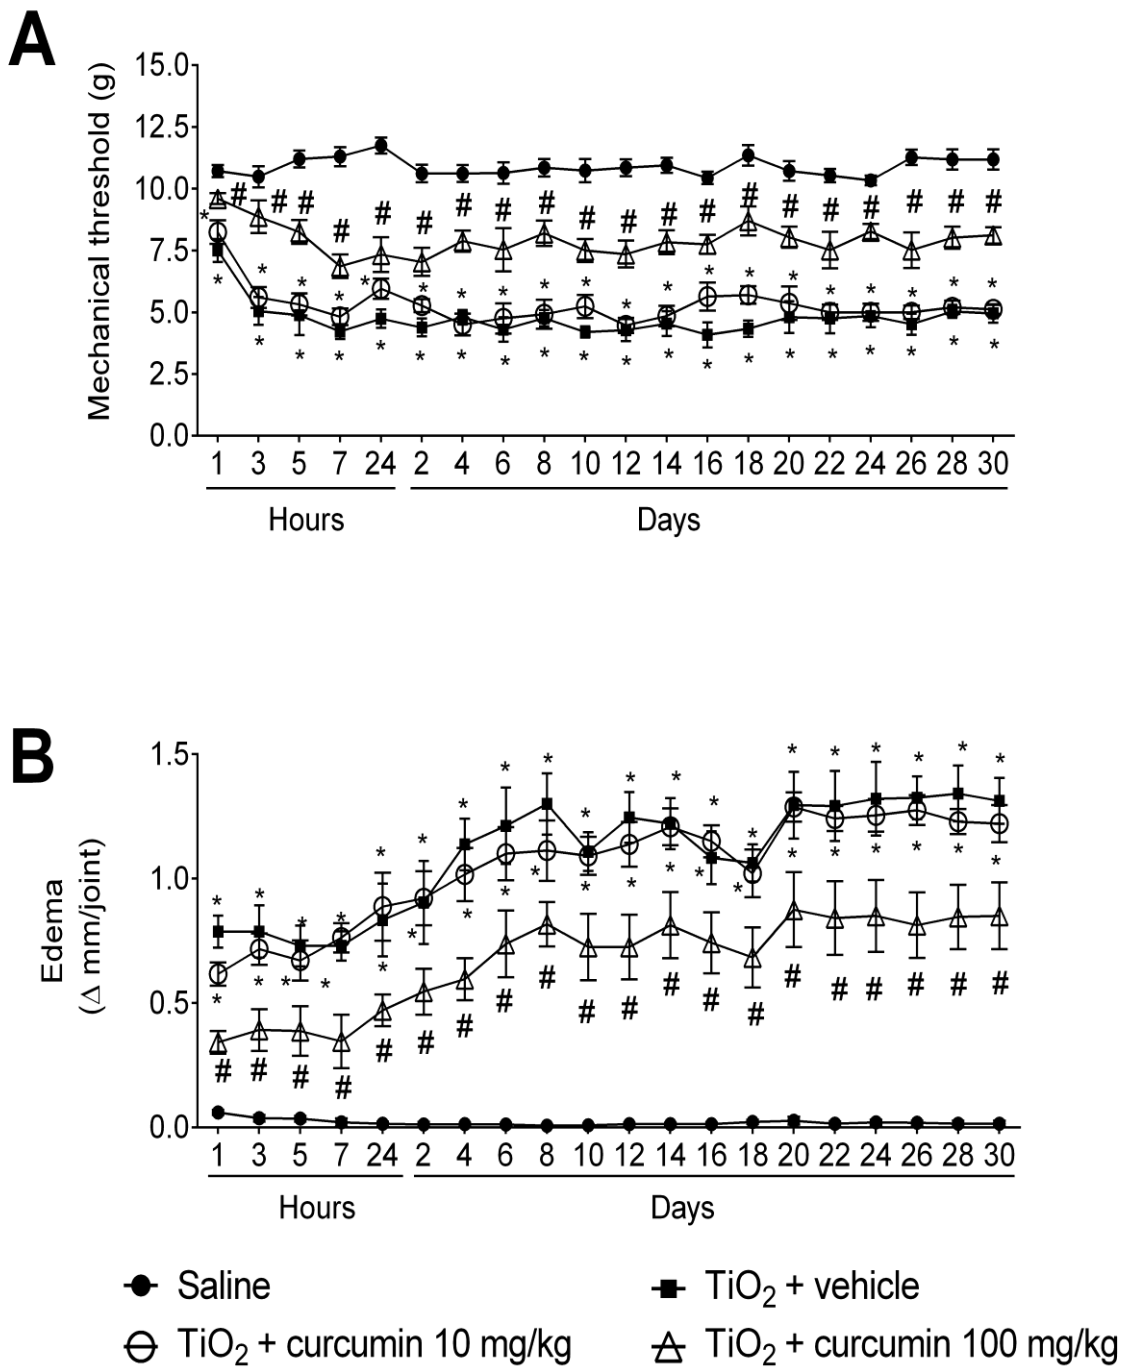 A
Mechanical threshold (g)
15.0
12.5
10.0
7.5
5.0
2.5
0.0
# # # # # # # # # # # # # # # # # # # #
* * * * * * * * * * * * * * * * * * * *
* * * * * * * * * * * * * * * * * * * *
1 3 5 7 24 2 4 6 8 10 12 14 16 18 20 22 24 26 28 30
Hours Days
B
Edema
(Δ mm/joint)
1.5
1.0
0.5
0.0
* * * * * * * * * * * * * * * * * * * *
* * * * * * * * * * * * * * * * * * * *
# # # # # # # # # # # # # # # # # # # #
1 3 5 7 24 2 4 6 8 10 12 14 16 18 20 22 24 26 28 30
Hours Days
Saline
TiO2 + vehicle
TiO2 + curcumin 10 mg/kg
TiO2 + curcumin 100 mg/kg